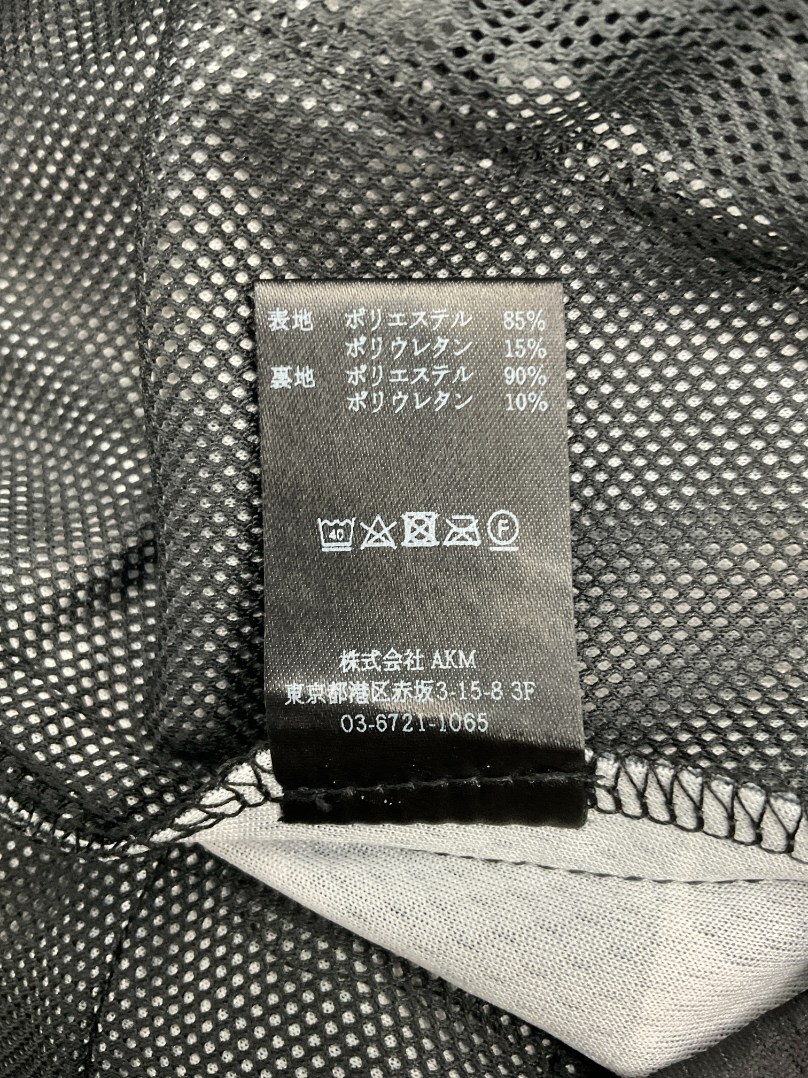 表地 ポリエステル 85%
ポリウレタン 15%
裏地 ポリエステル 90%
ポリウレタン 10%
40
F
株式会社 AKM
東京都港区赤坂3-15-8 3F
03-6721-1065